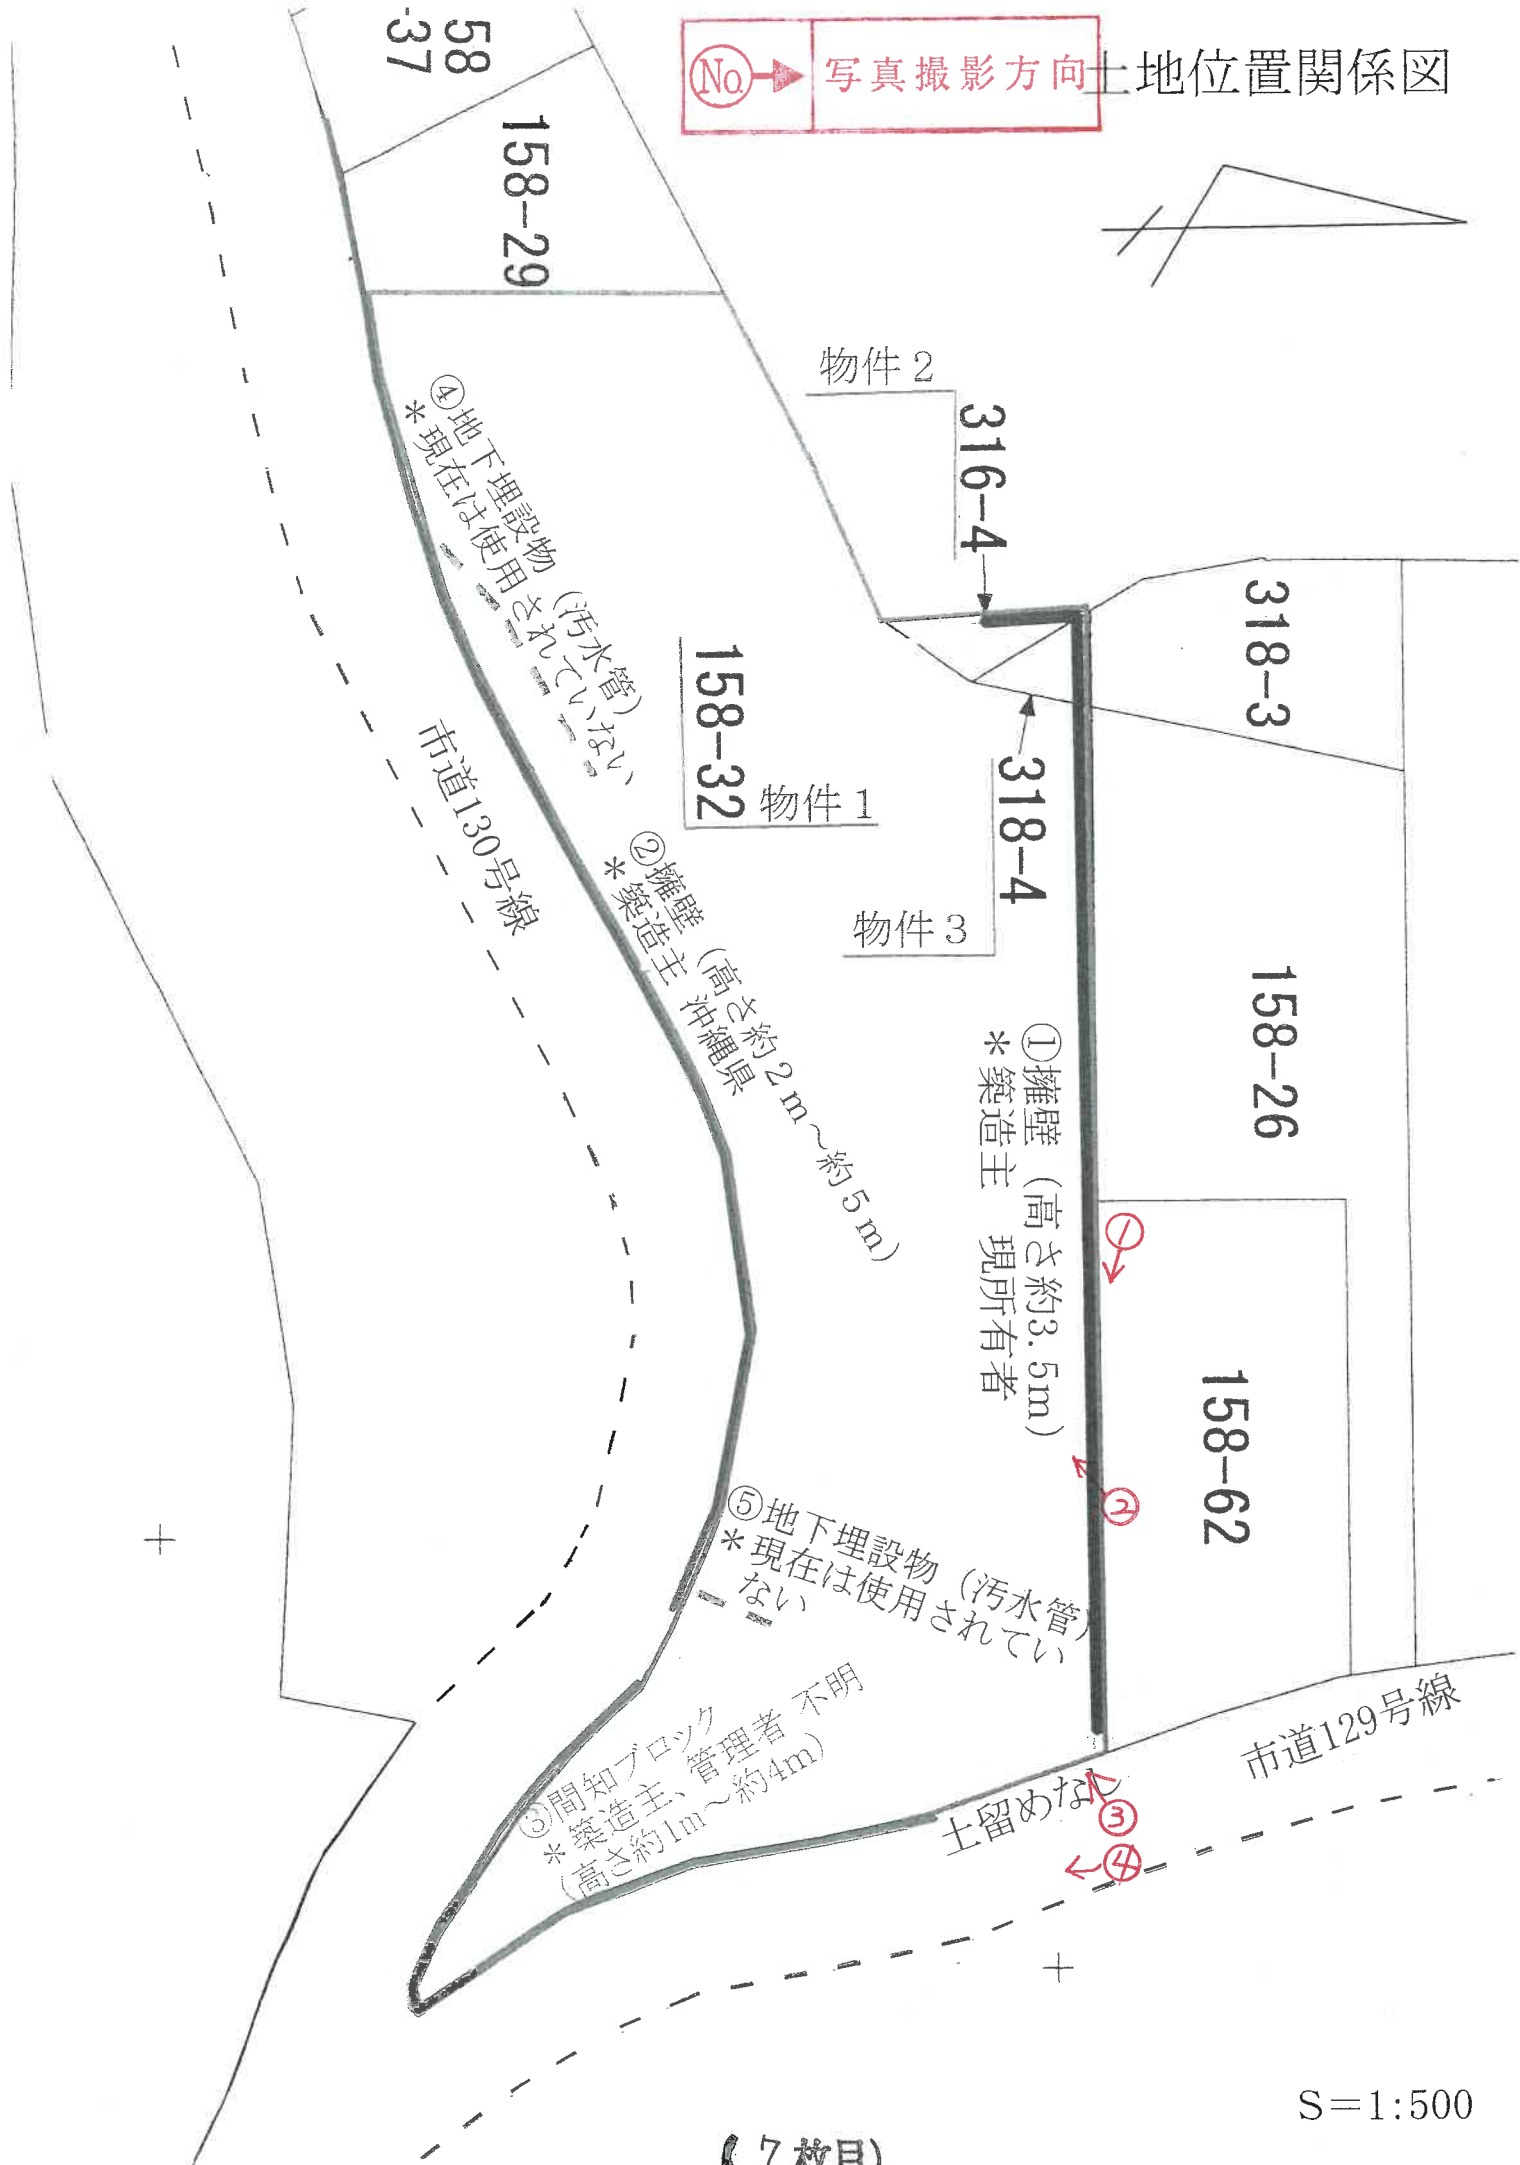 No. 写真撮影方向
土地位置関係図
58
-37
158-29
物件2
316-4
318-3
④地下埋設物（汚水管）
＊現在は使用されていない
158-32
物件1
318-4
物件3
市道130号線
②擁壁（高さ約2m～約5m）
＊築造主 沖縄県
158-26
①擁壁（高さ約3.5m）
＊築造主 現所有者
①
②
158-62
⑤地下埋設物（汚水管）
＊現在は使用されてい
ない
③間知ブロック
＊築造主、管理者 不明
（高さ約1m～約4m）
市道129号線
土留めなし
③
④
S＝1:500
(7枚目)